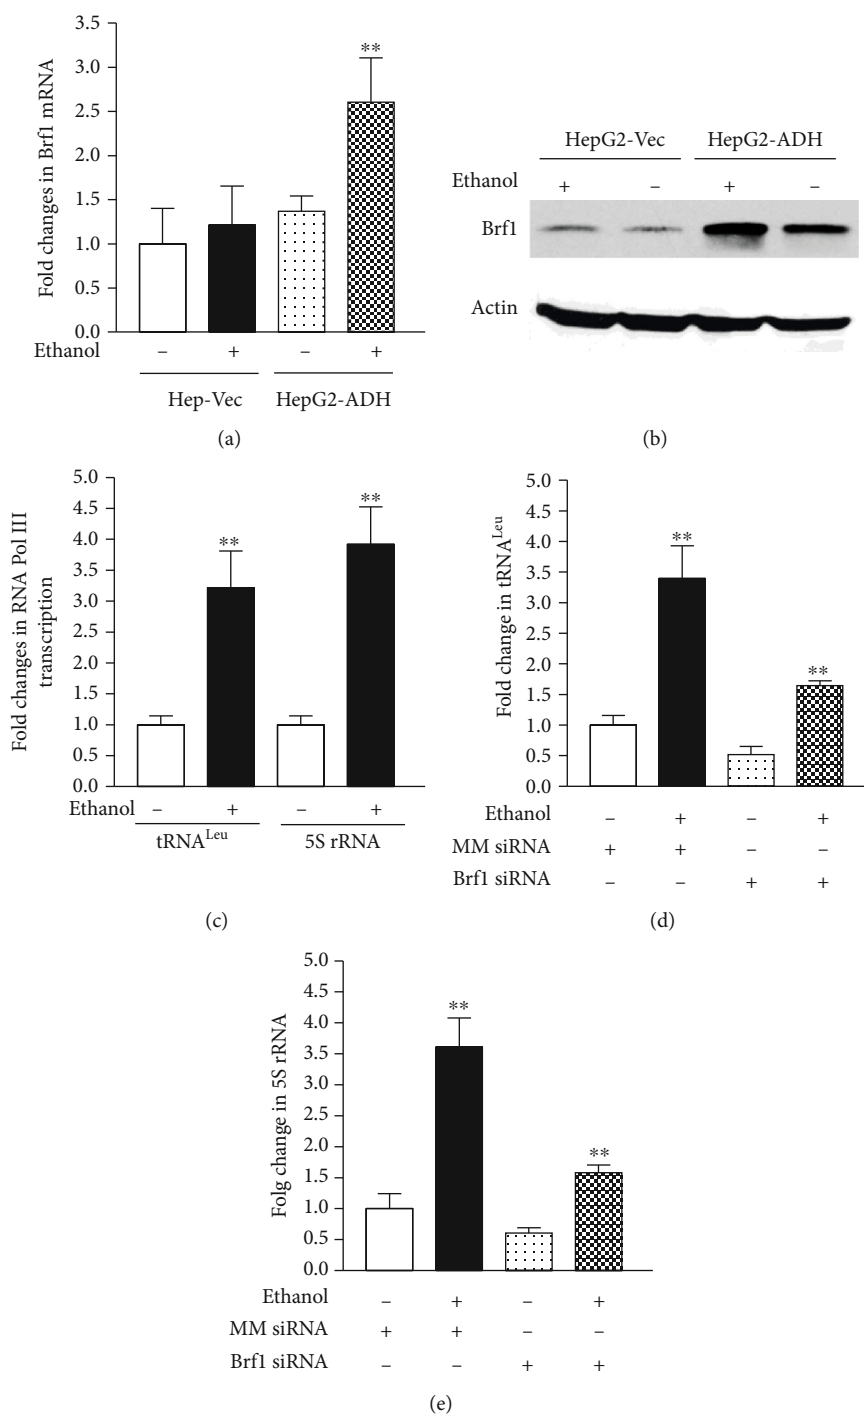 3.5
3.0
2.5
2.0
1.5
1.0
0.5
0.0
Fold changes in Brf1 mRNA
**
Ethanol – + – +
Hep-Vec HepG2-ADH
(a)
HepG2-Vec HepG2-ADH
Ethanol + – + –
Brf1
Actin
(b)
5.0
4.5
4.0
3.5
3.0
2.5
2.0
1.5
1.0
0.5
0.0
Fold changes in RNA Pol III
transcription
** **
Ethanol – + – +
tRNA^Leu 5S rRNA
(c)
5.0
4.5
4.0
3.5
3.0
2.5
2.0
1.5
1.0
0.5
0.0
Fold change in tRNA^Leu
** **
Ethanol – + – +
MM siRNA + + – –
Brf1 siRNA – – + +
(d)
5.0
4.5
4.0
3.5
3.0
2.5
2.0
1.5
1.0
0.5
0.0
Folg change in 5S rRNA
** **
Ethanol – + – +
MM siRNA + + – –
Brf1 siRNA – – + +
(e)